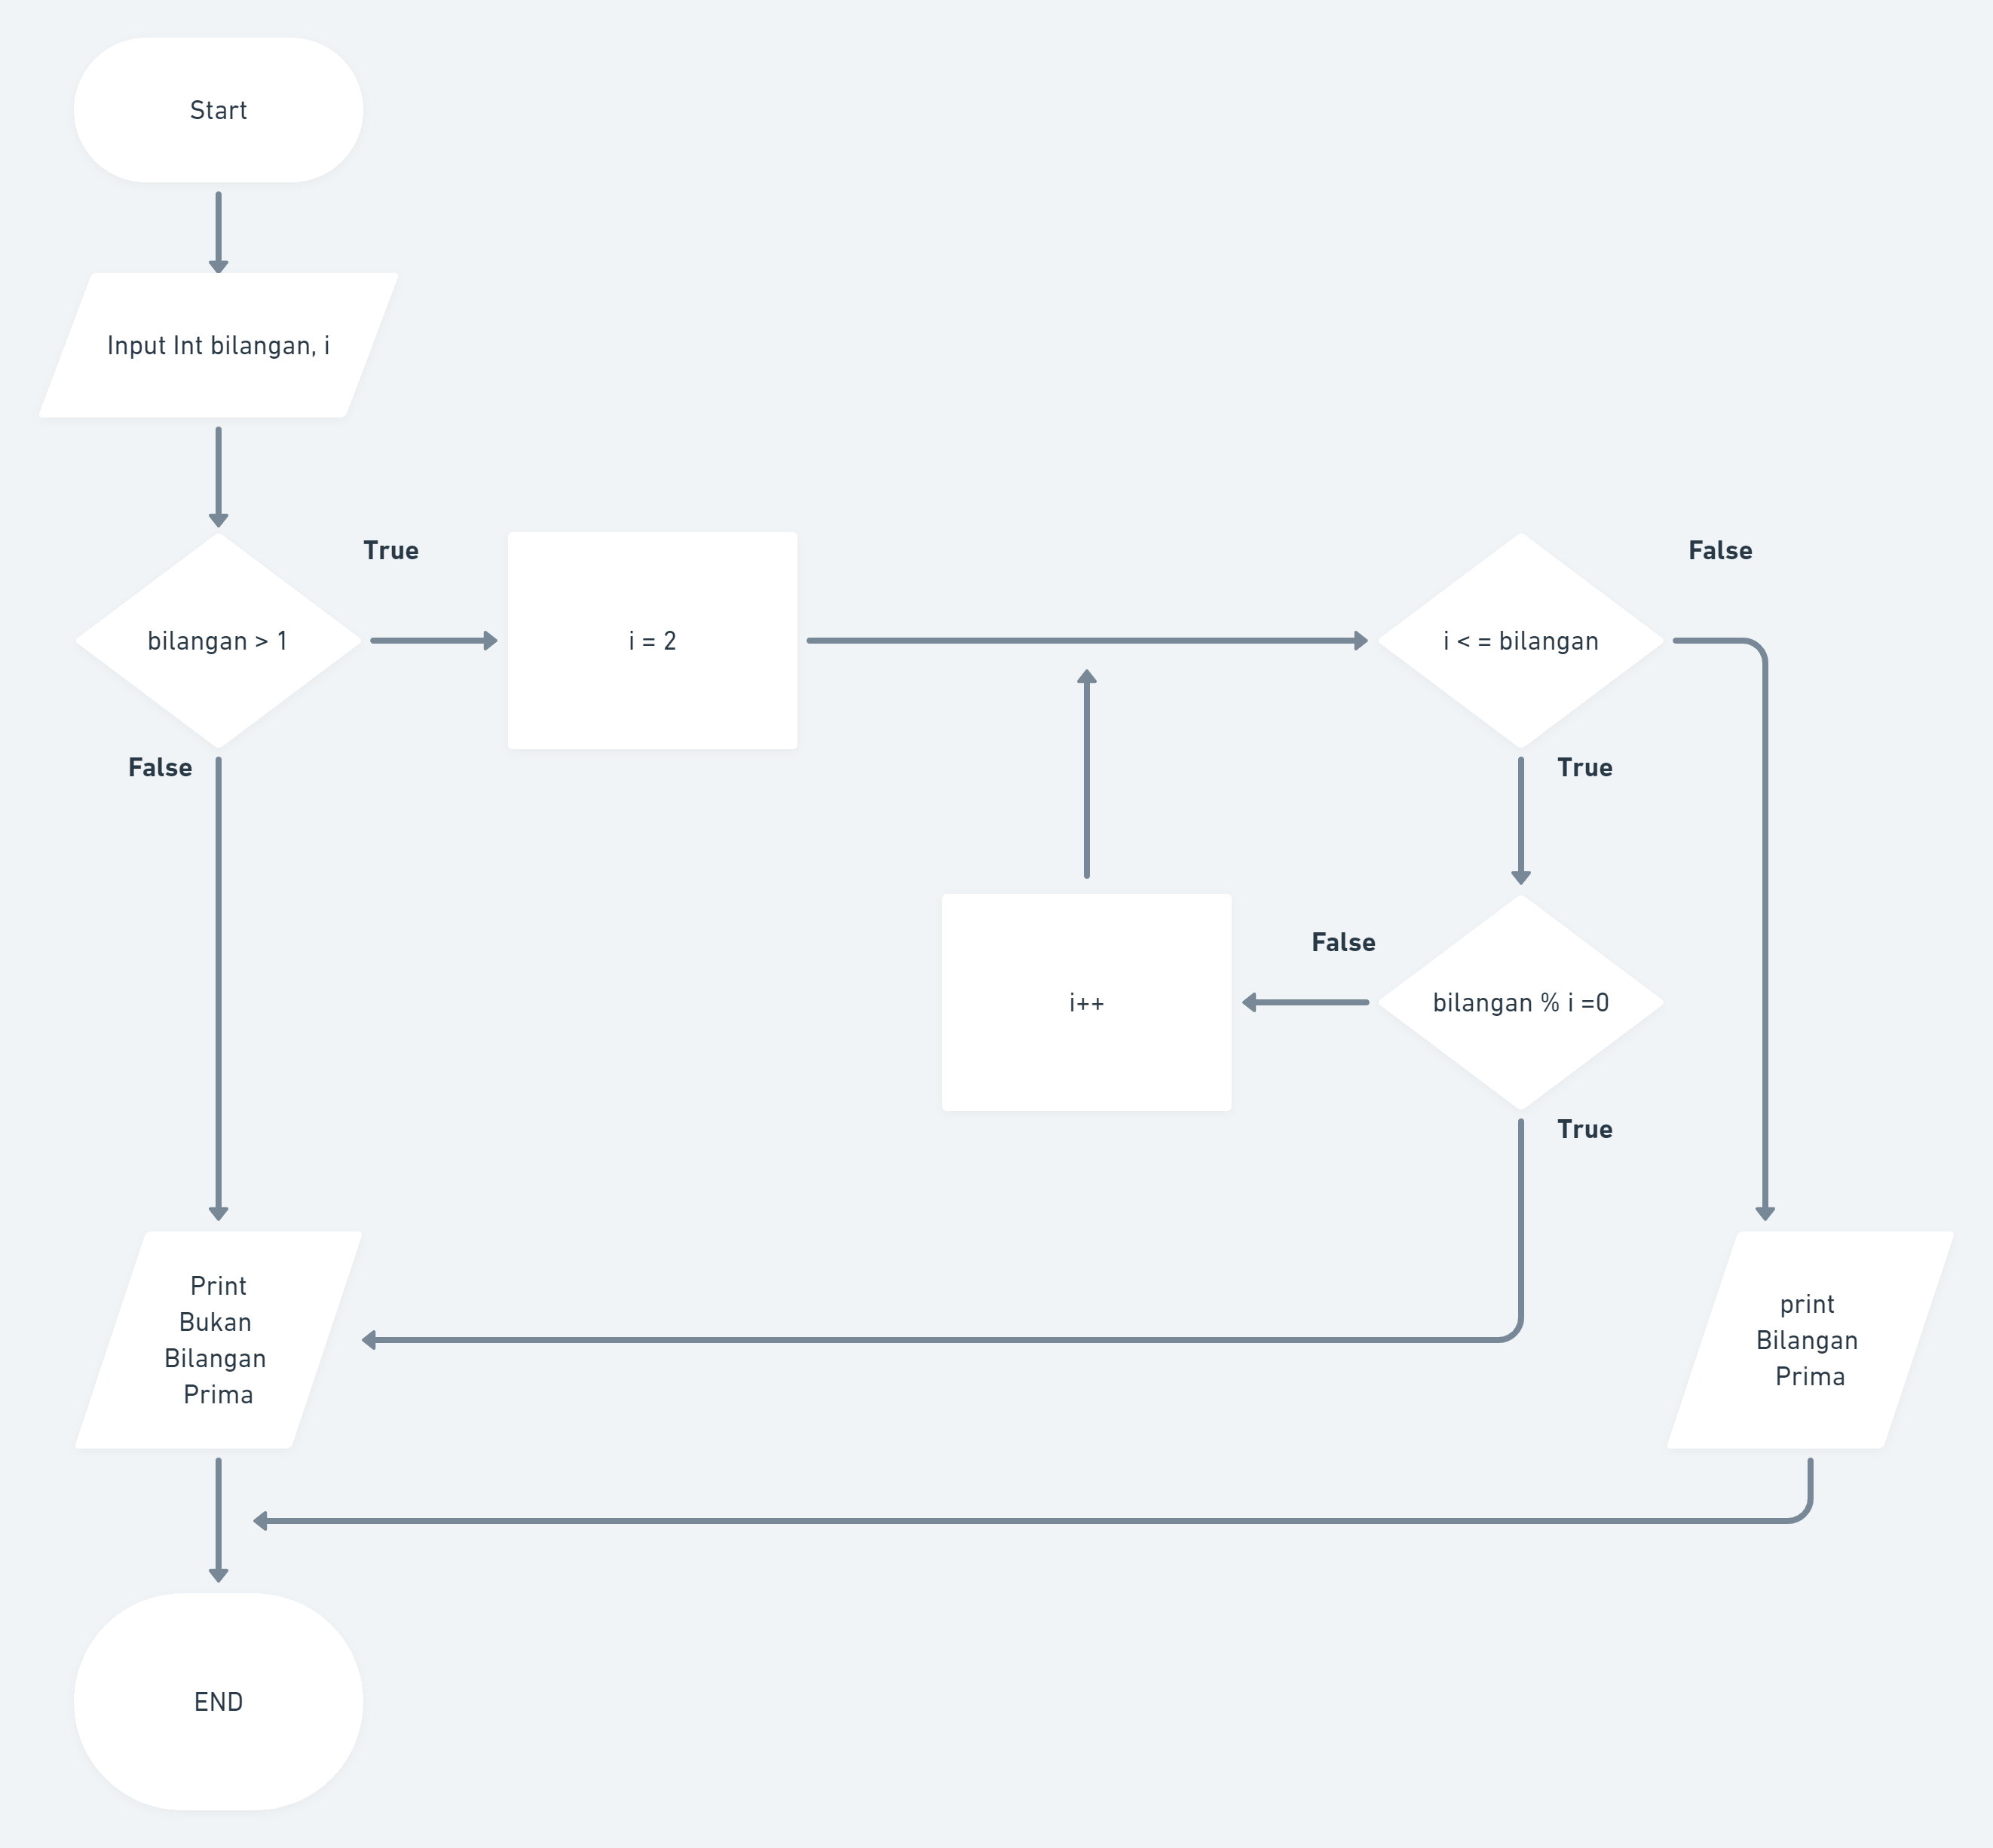 Start
Input Int bilangan, i
bilangan > 1
True
False
i = 2
i < = bilangan
False
True
bilangan % i =0
False
True
i++
Print
Bukan
Bilangan
Prima
print
Bilangan
Prima
END